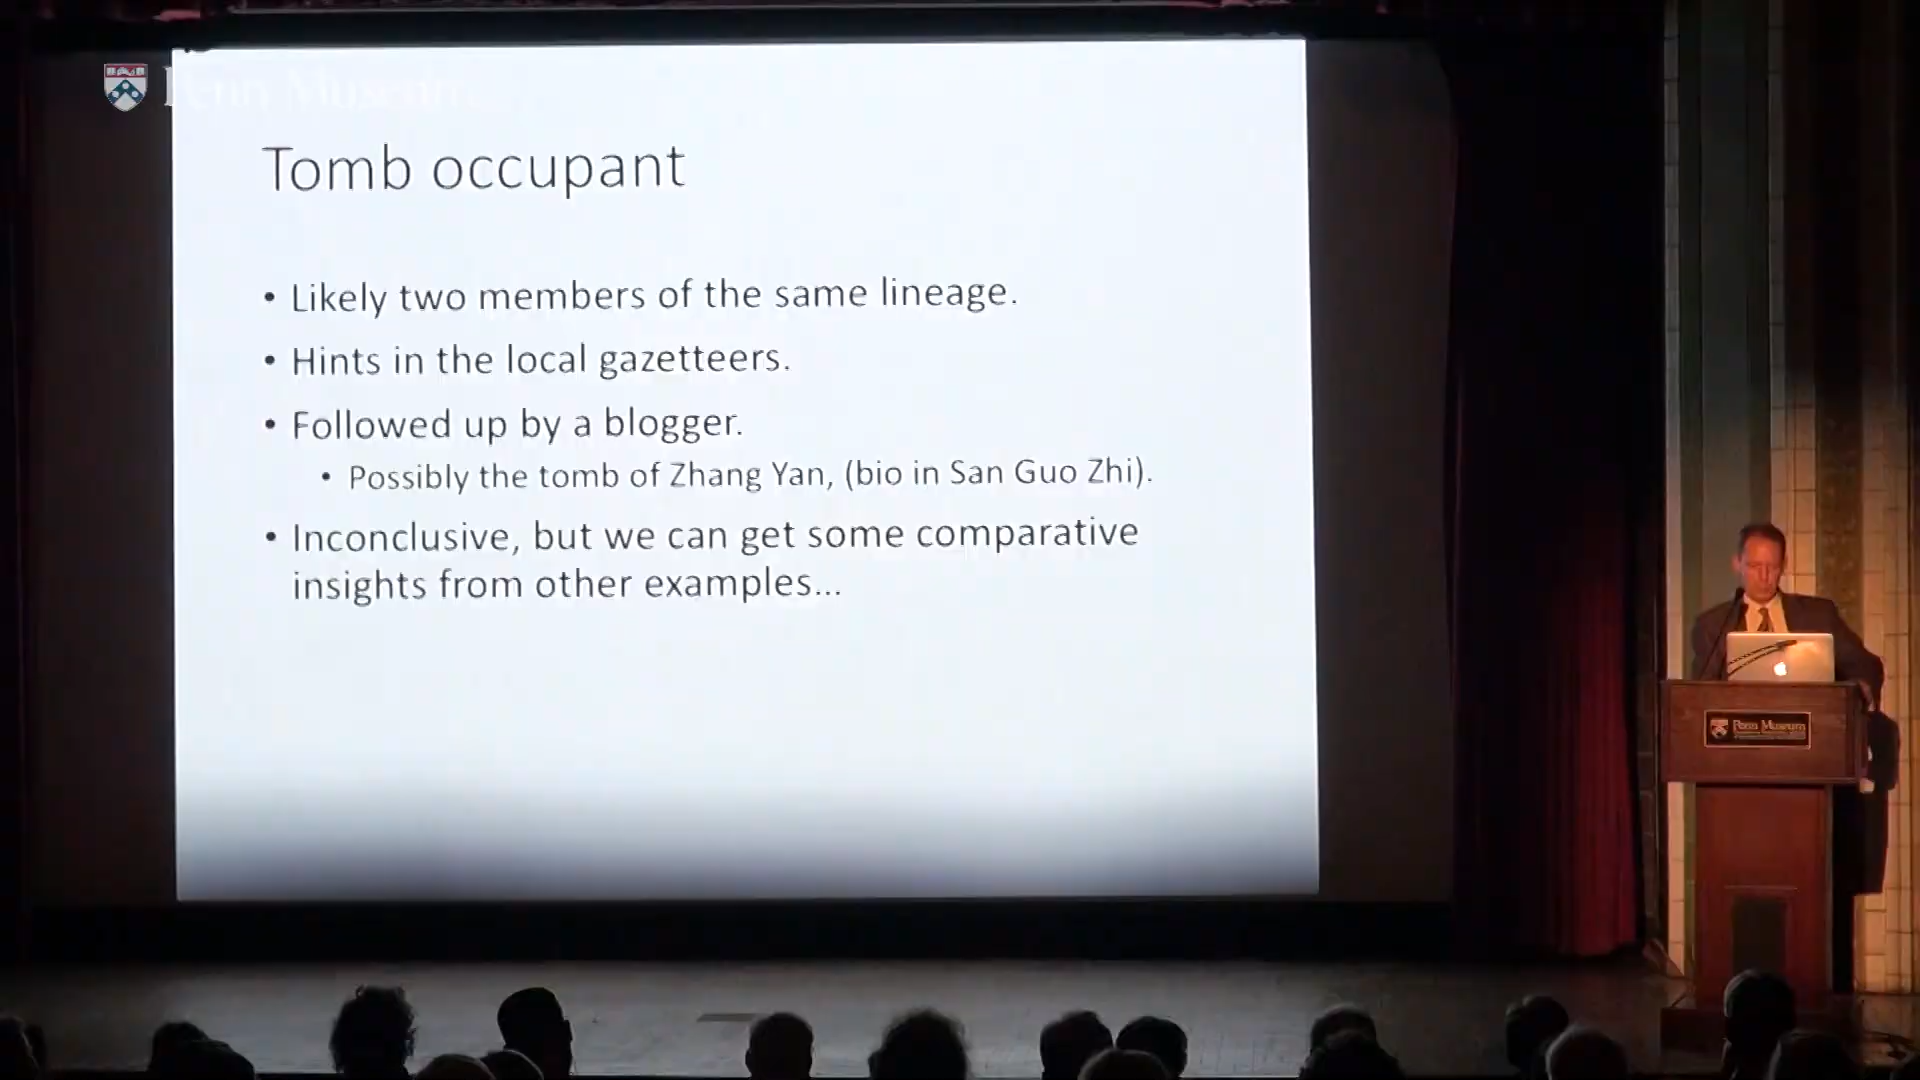 Penn Museum
Tomb occupant
• Likely two members of the same lineage.
• Hints in the local gazetteers.
• Followed up by a blogger.
• Possibly the tomb of Zhang Yan, (bio in San Guo Zhi).
• Inconclusive, but we can get some comparative
insights from other examples...
Penn Museum